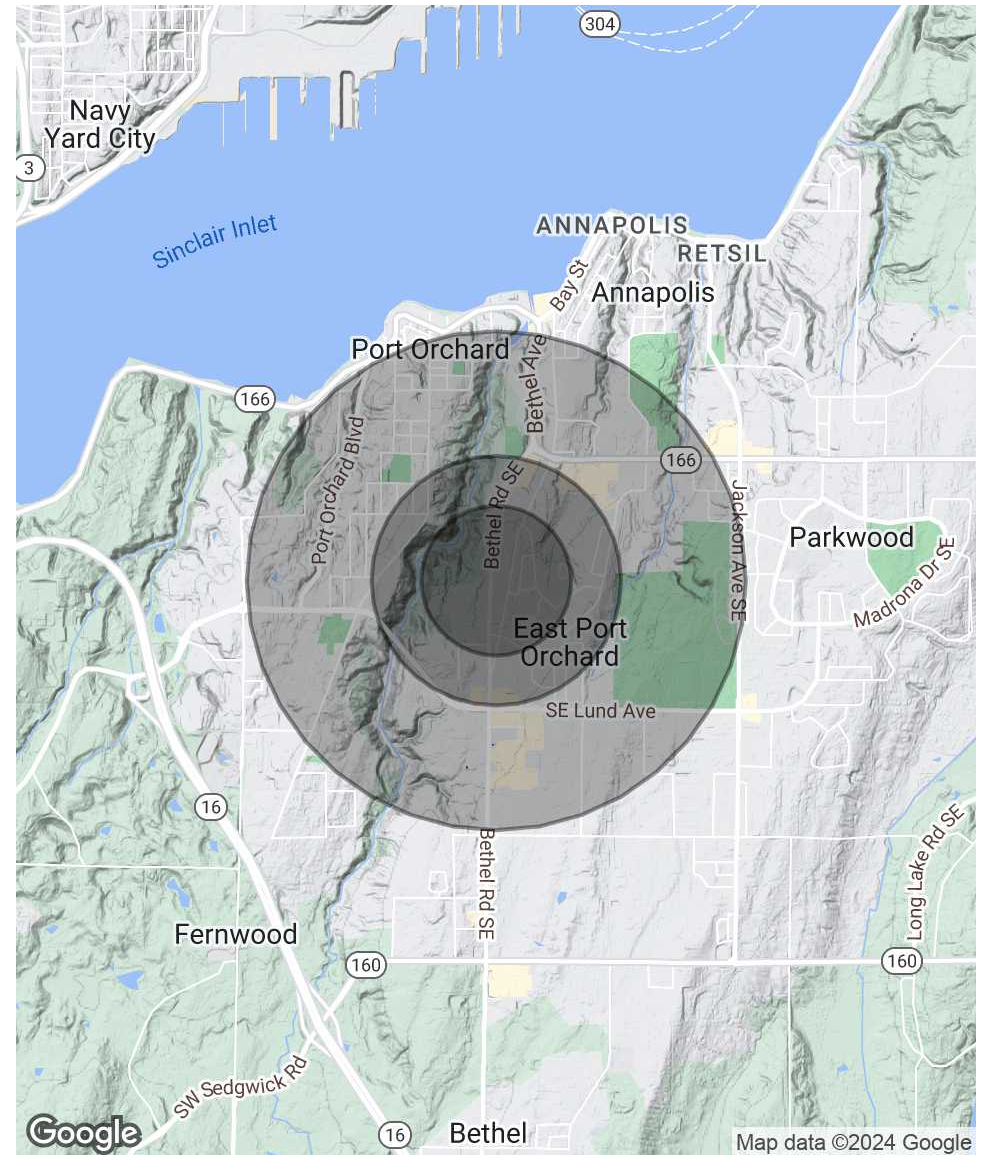 304
Navy
Yard City
3
Sinclair Inlet
ANNAPOLIS
RETSIL
Bay St
Annapolis
Port Orchard
Bethel Ave
166
Port Orchard Blvd
Bethel Rd SE
166
Jackson Ave SE
Parkwood
Madrona Dr SE
East Port
Orchard
SE Lund Ave
16
Bethel Rd SE
Long Lake Rd SE
Fernwood
160
160
SW Sedgwick Rd
16
Bethel
Google
Map data ©2024 Google